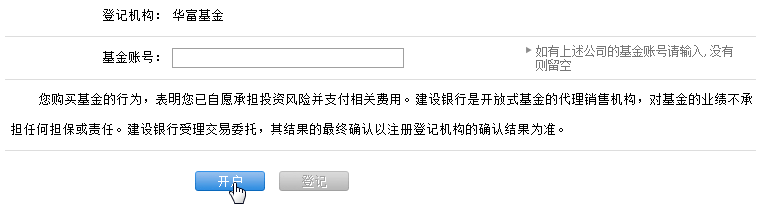 登记机构： 华富基金
基金账号：
如有上述公司的基金账号请输入, 没有
则留空
您购买基金的行为，表明您已自愿承担投资风险并支付相关费用。建设银行是开放式基金的代理销售机构，对基金的业绩不承
担任何担保或责任。建设银行受理交易委托，其结果的最终确认以注册登记机构的确认结果为准。
开户 登记